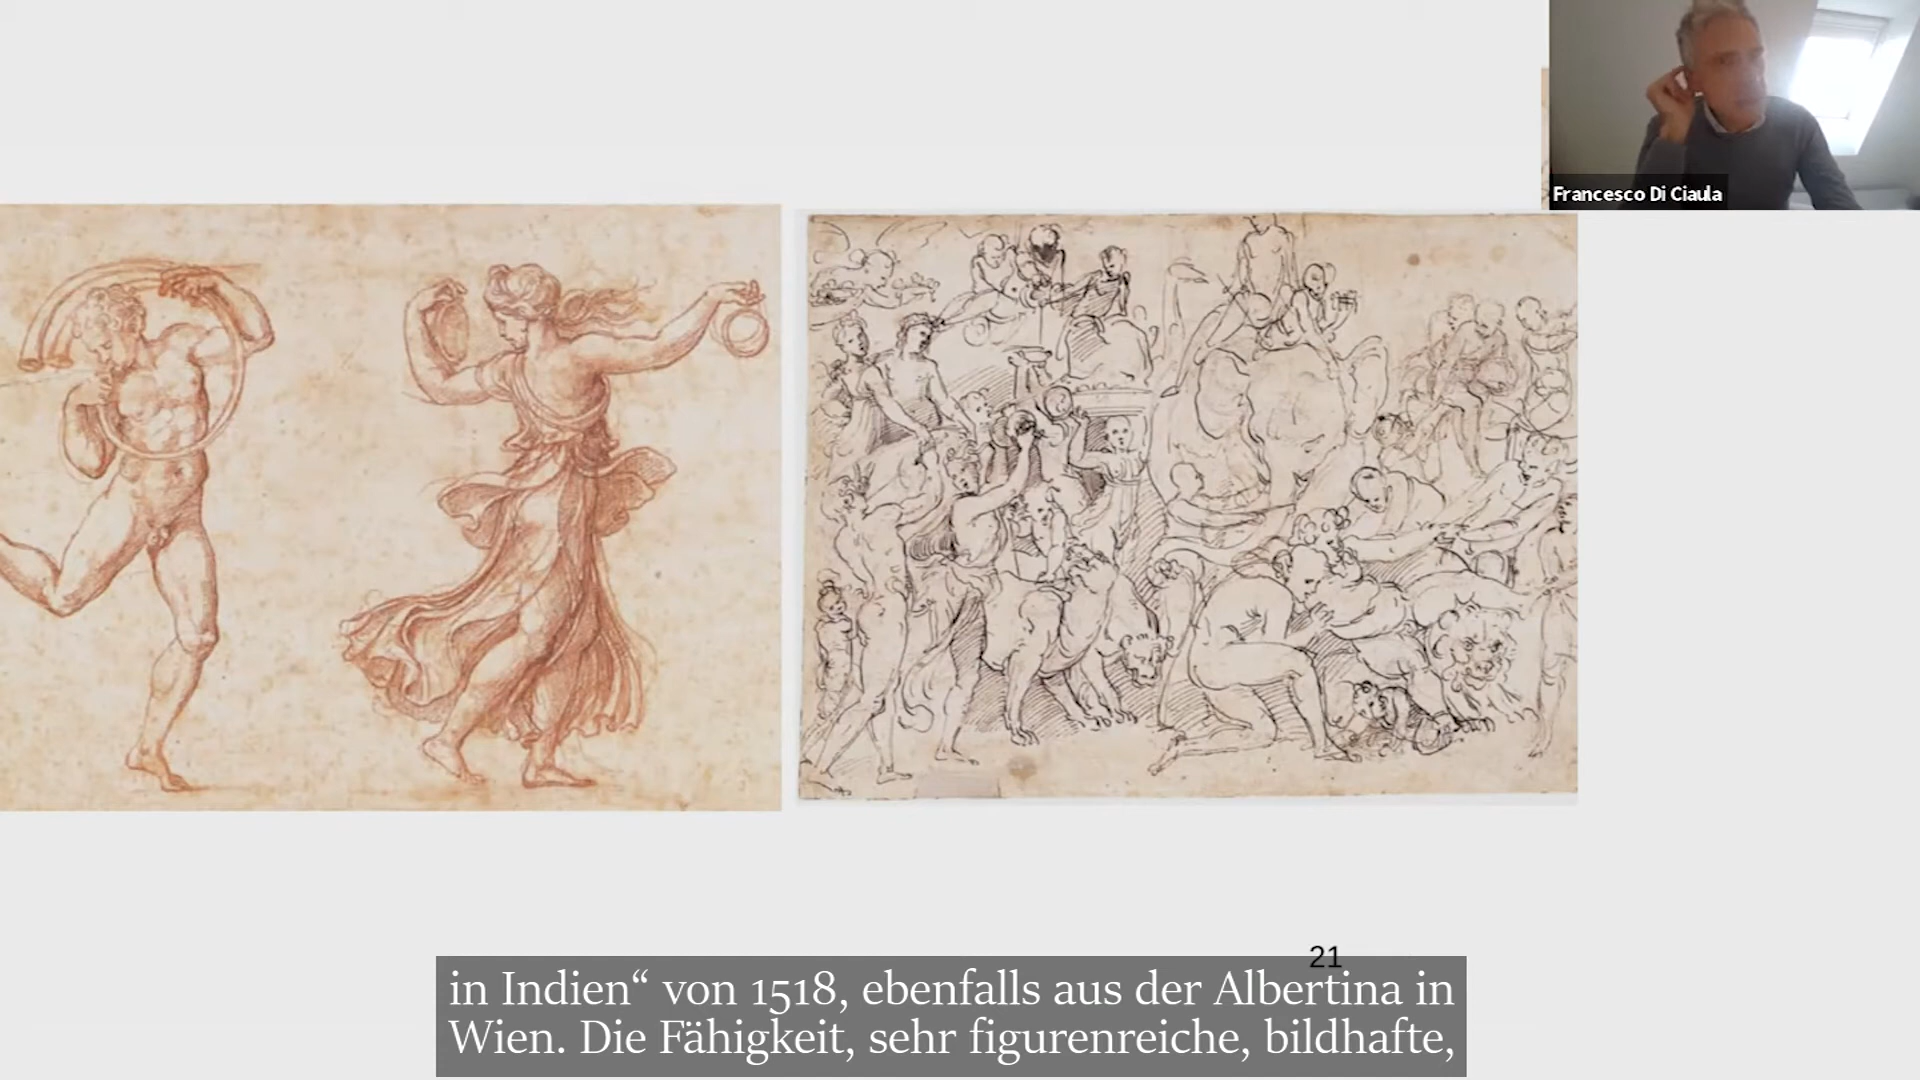 Francesco Di Ciaula
21
in Indien“ von 1518, ebenfalls aus der Albertina in
Wien. Die Fähigkeit, sehr figurenreiche, bildhafte,